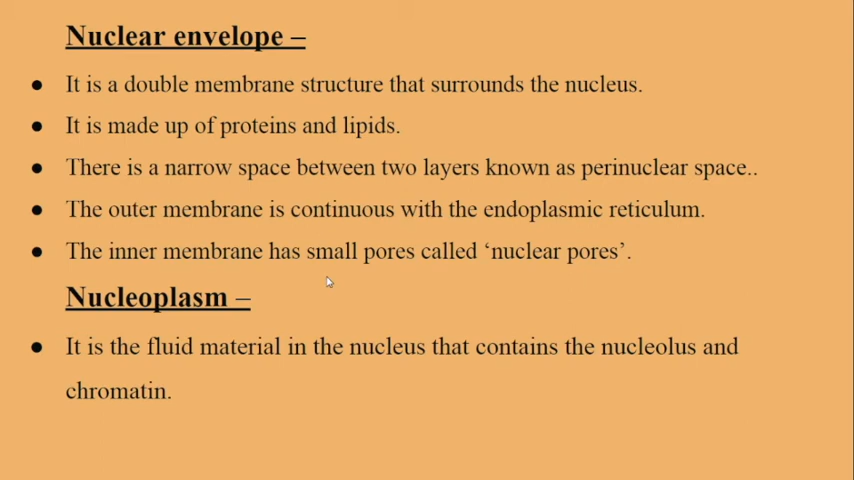 Nuclear envelope –
● It is a double membrane structure that surrounds the nucleus.
● It is made up of proteins and lipids.
● There is a narrow space between two layers known as perinuclear space..
● The outer membrane is continuous with the endoplasmic reticulum.
● The inner membrane has small pores called ‘nuclear pores’.
Nucleoplasm –
● It is the fluid material in the nucleus that contains the nucleolus and
chromatin.